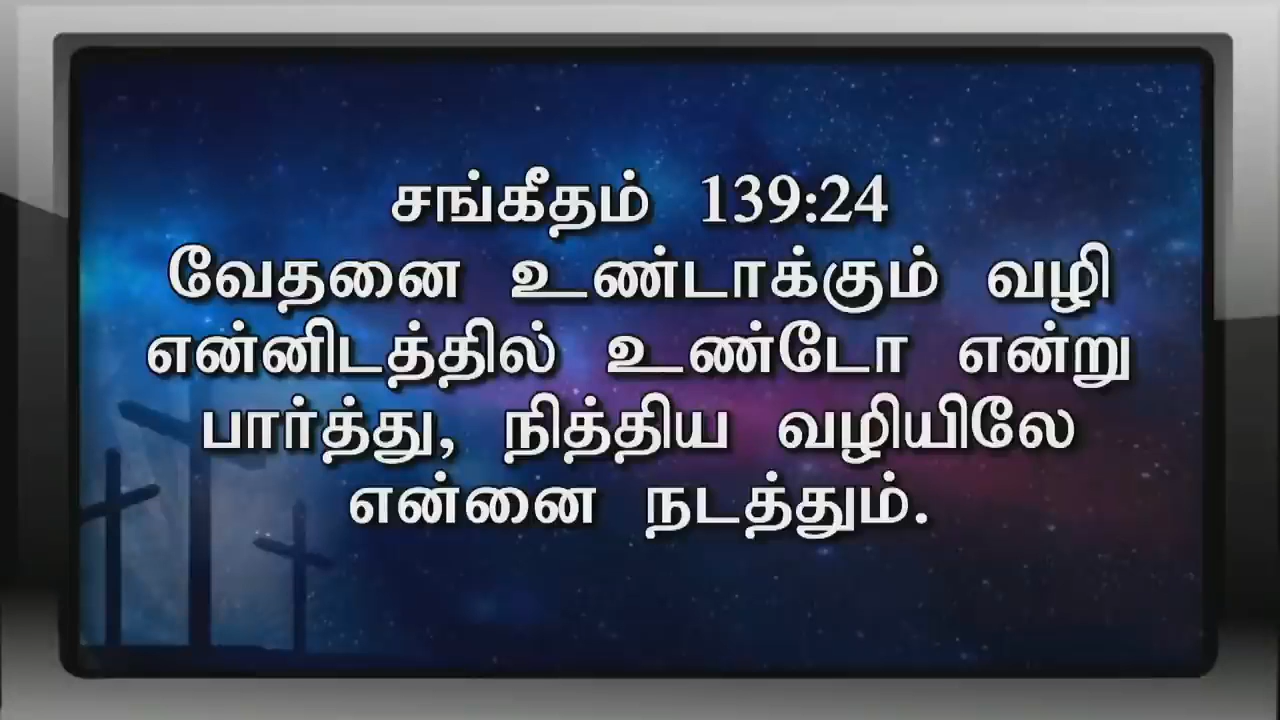 சங்கீதம் 139:24
வேதனை உண்டாக்கும் வழி
என்னிடத்தில் உண்டோ என்று
பார்த்து, நித்திய வழியிலே
என்னை நடத்தும்.